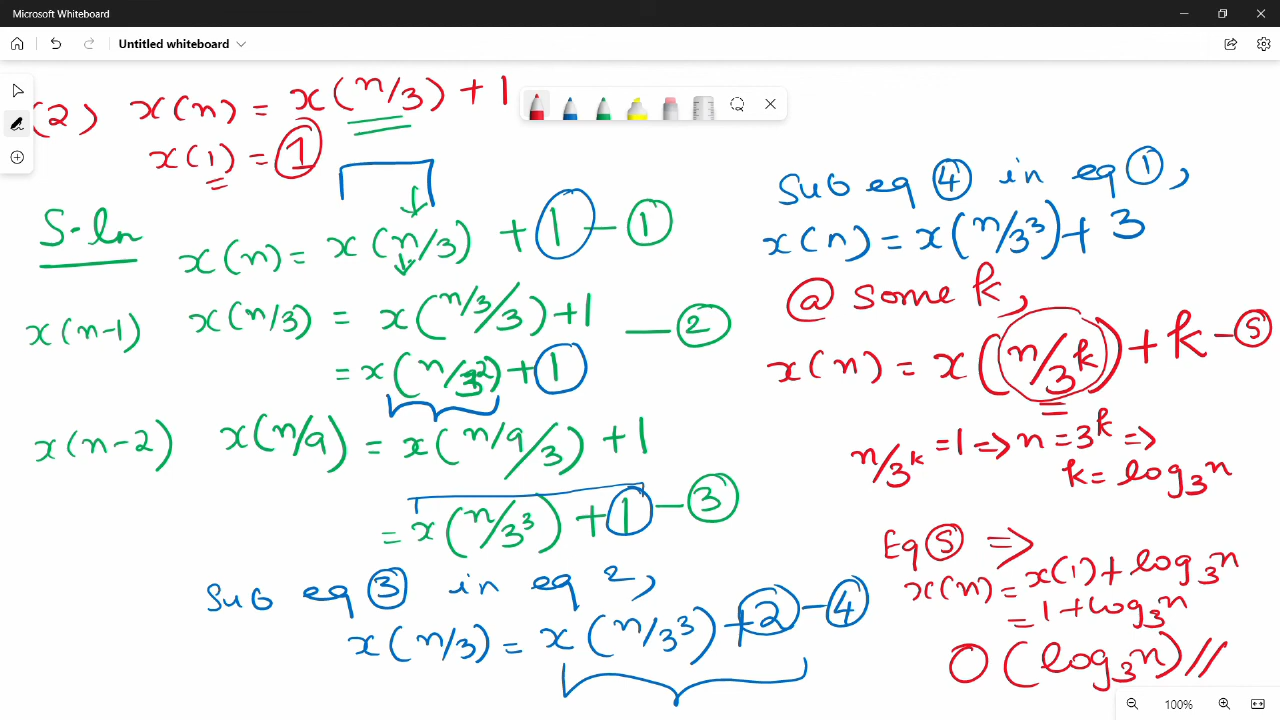 Microsoft Whiteboard
Untitled whiteboard
(2) x(n) = x(n/3) + 1
x(1) = 1
S-ln
x(n) = x(n/3) + 1 — 1
x(n-1) x(n/3) = x(n/3/3) + 1 — 2
= x(n/3²) + 1
x(n-2) x(n/9) = x(n/9/3) + 1
= x(n/3³) + 1 — 3
Sub eq 3 in eq 2,
x(n/3) = x(n/3³) + 2 — 4
Sub eq 4 in eq 1,
x(n) = x(n/3³) + 3
@ some k,
x(n) = x(n/3ᵏ) + k — 5
n/3ᵏ = 1 => n = 3ᵏ =>
k = log₃n
Eq 5 =>
x(n) = x(1) + log₃n
= 1 + log₃n
O(log₃n)//
100%